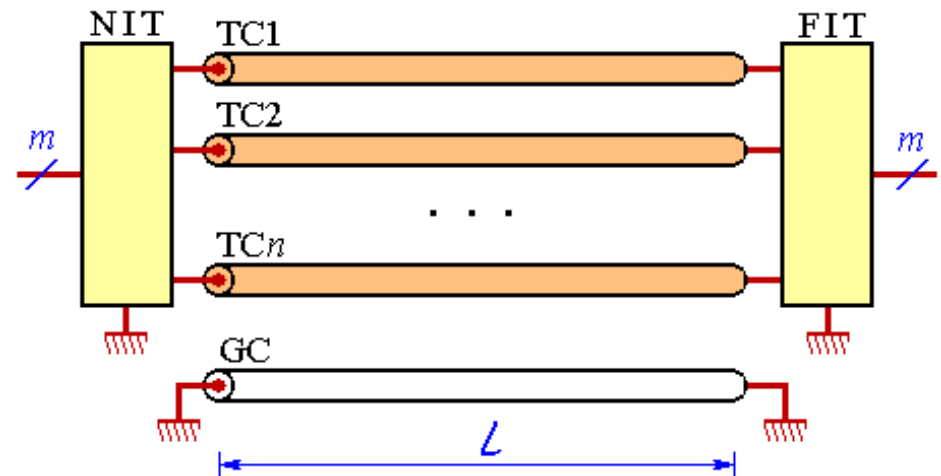 NIT
TC1
FIT
TC2
m
m
. . .
TCn
GC
L